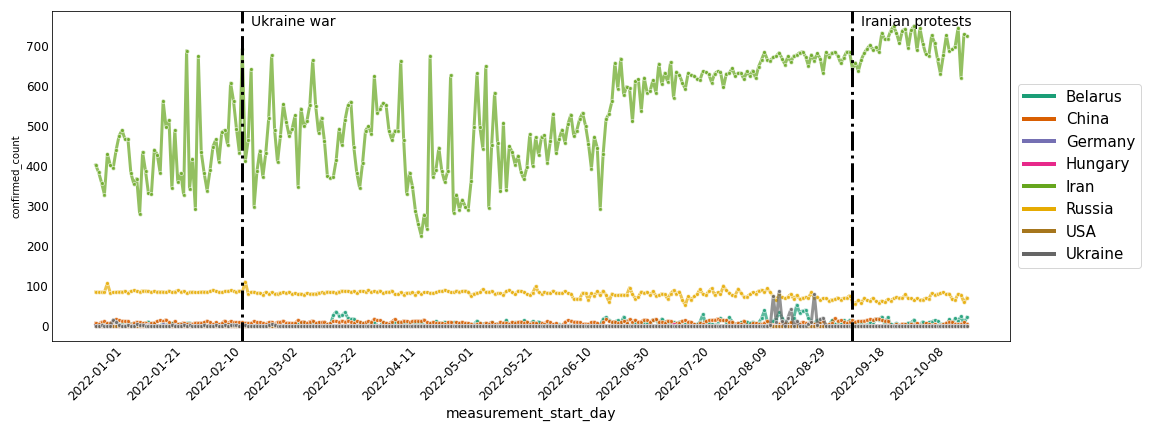 Ukraine war
Iranian protests
confirmed_count
700
600
500
400
300
200
100
0
2022-01-01
2022-01-21
2022-02-10
2022-03-02
2022-03-22
2022-04-11
2022-05-01
2022-05-21
2022-06-10
2022-06-30
2022-07-20
2022-08-09
2022-08-29
2022-09-18
2022-10-08
measurement_start_day
Belarus
China
Germany
Hungary
Iran
Russia
USA
Ukraine